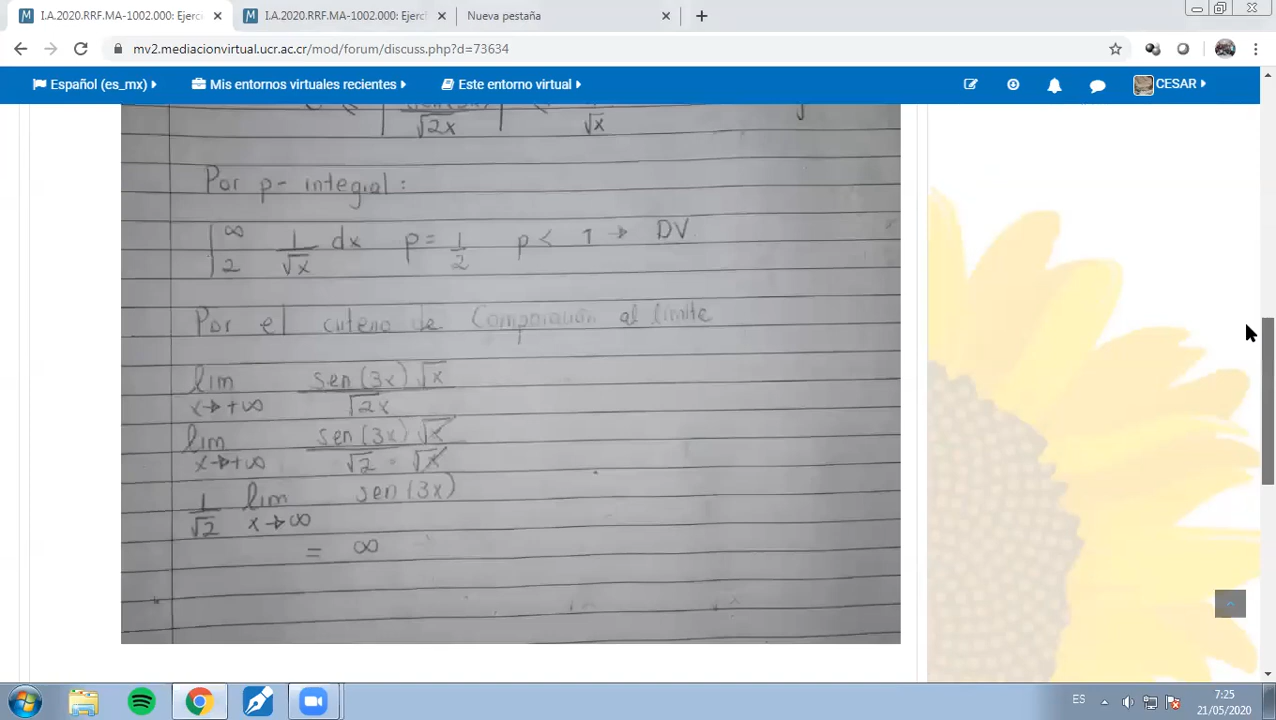 I.A.2020.RRF.MA-1002.000: Ejerc
I.A.2020.RRF.MA-1002.000: Ejerc
Nueva pestaña
mv2.mediacionvirtual.ucr.ac.cr/mod/forum/discuss.php?d=73634
Español (es_mx)
Mis entornos virtuales recientes
Este entorno virtual
CESAR
√2x √x
Por p- integral:
∫ 2 ∞ 1/√x dx p = 1/2 p < 1 → DV
Por el criterio de Comparación al límite
lim x→+∞ sen(3x)√x / √2x
lim x→+∞ sen(3x)√x / √2 · √x
1/√2 lim x→∞ sen(3x)
= ∞
ES
7:25
21/05/2020